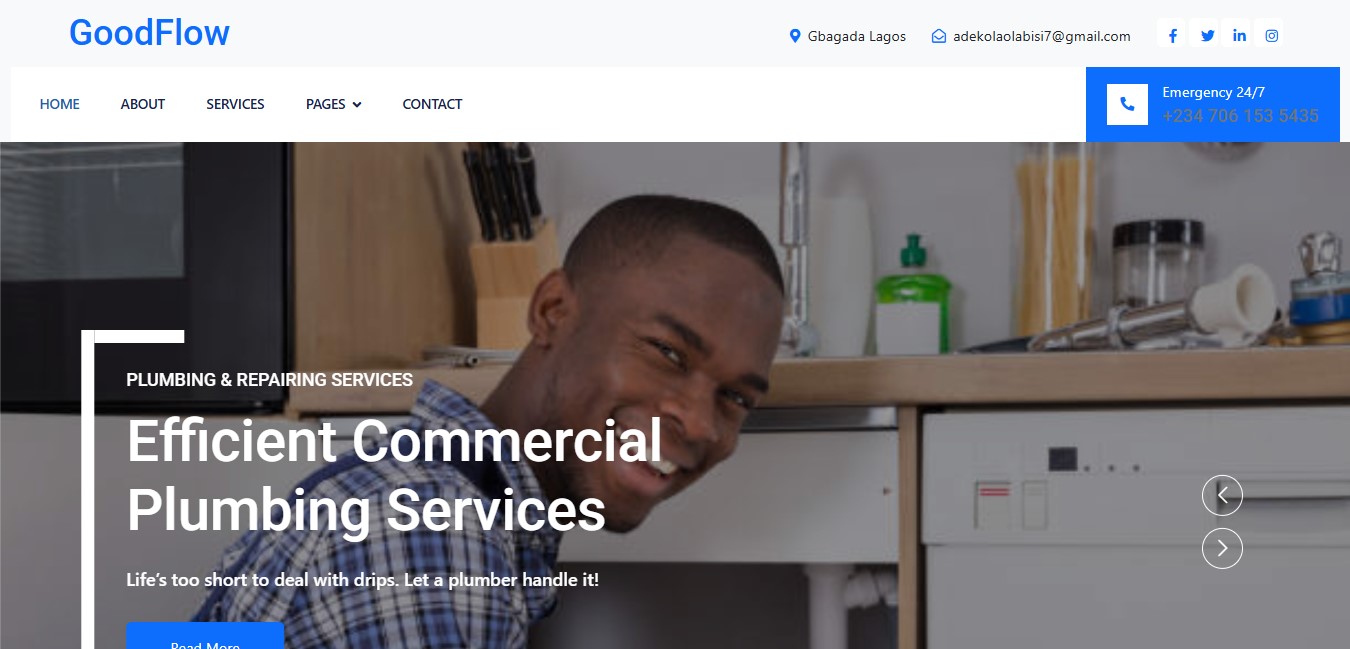 GoodFlow
Gbagada Lagos
adekolaolabisi7@gmail.com
HOME
ABOUT
SERVICES
PAGES
CONTACT
Emergency 24/7
+234 706 153 5435
PLUMBING & REPAIRING SERVICES
Efficient Commercial
Plumbing Services
Life’s too short to deal with drips. Let a plumber handle it!
Read More